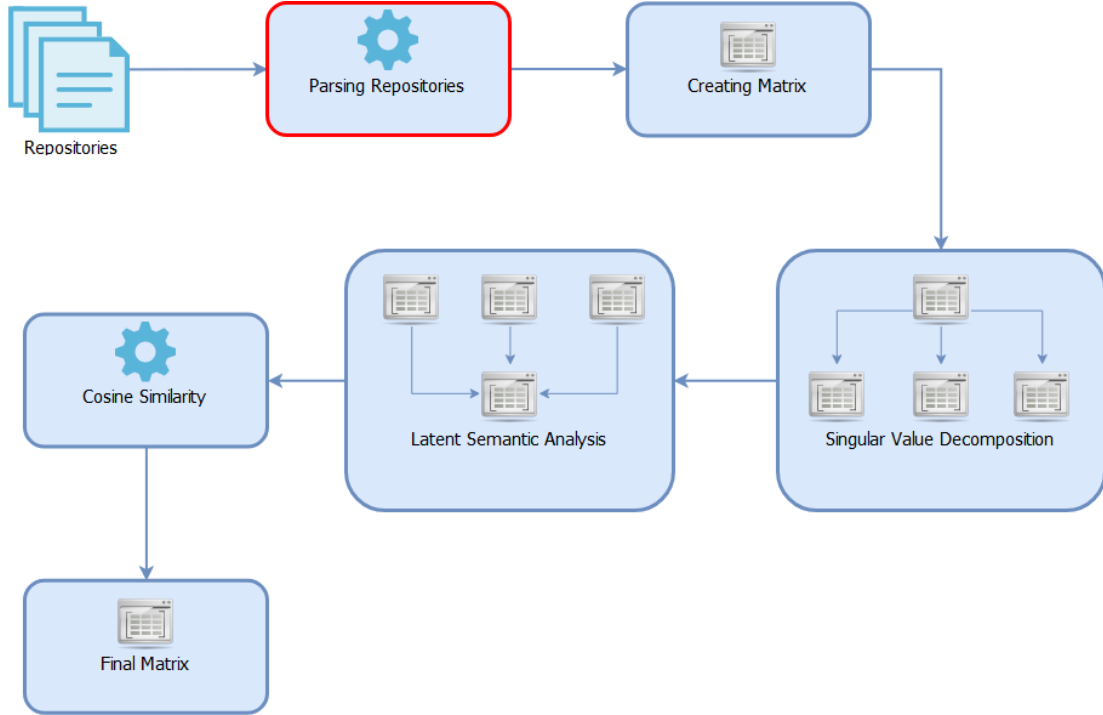 Parsing Repositories
Creating Matrix
Repositories
Cosine Similarity
Latent Semantic Analysis
Singular Value Decomposition
Final Matrix